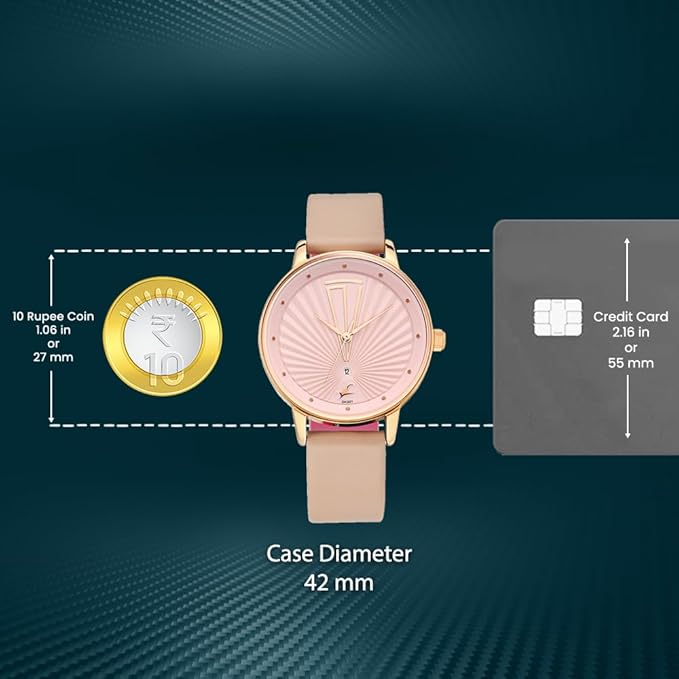 10 Rupee Coin
1.06 in
or
27 mm
₹
10
12
Credit Card
2.16 in
or
55 mm
Case Diameter
42 mm